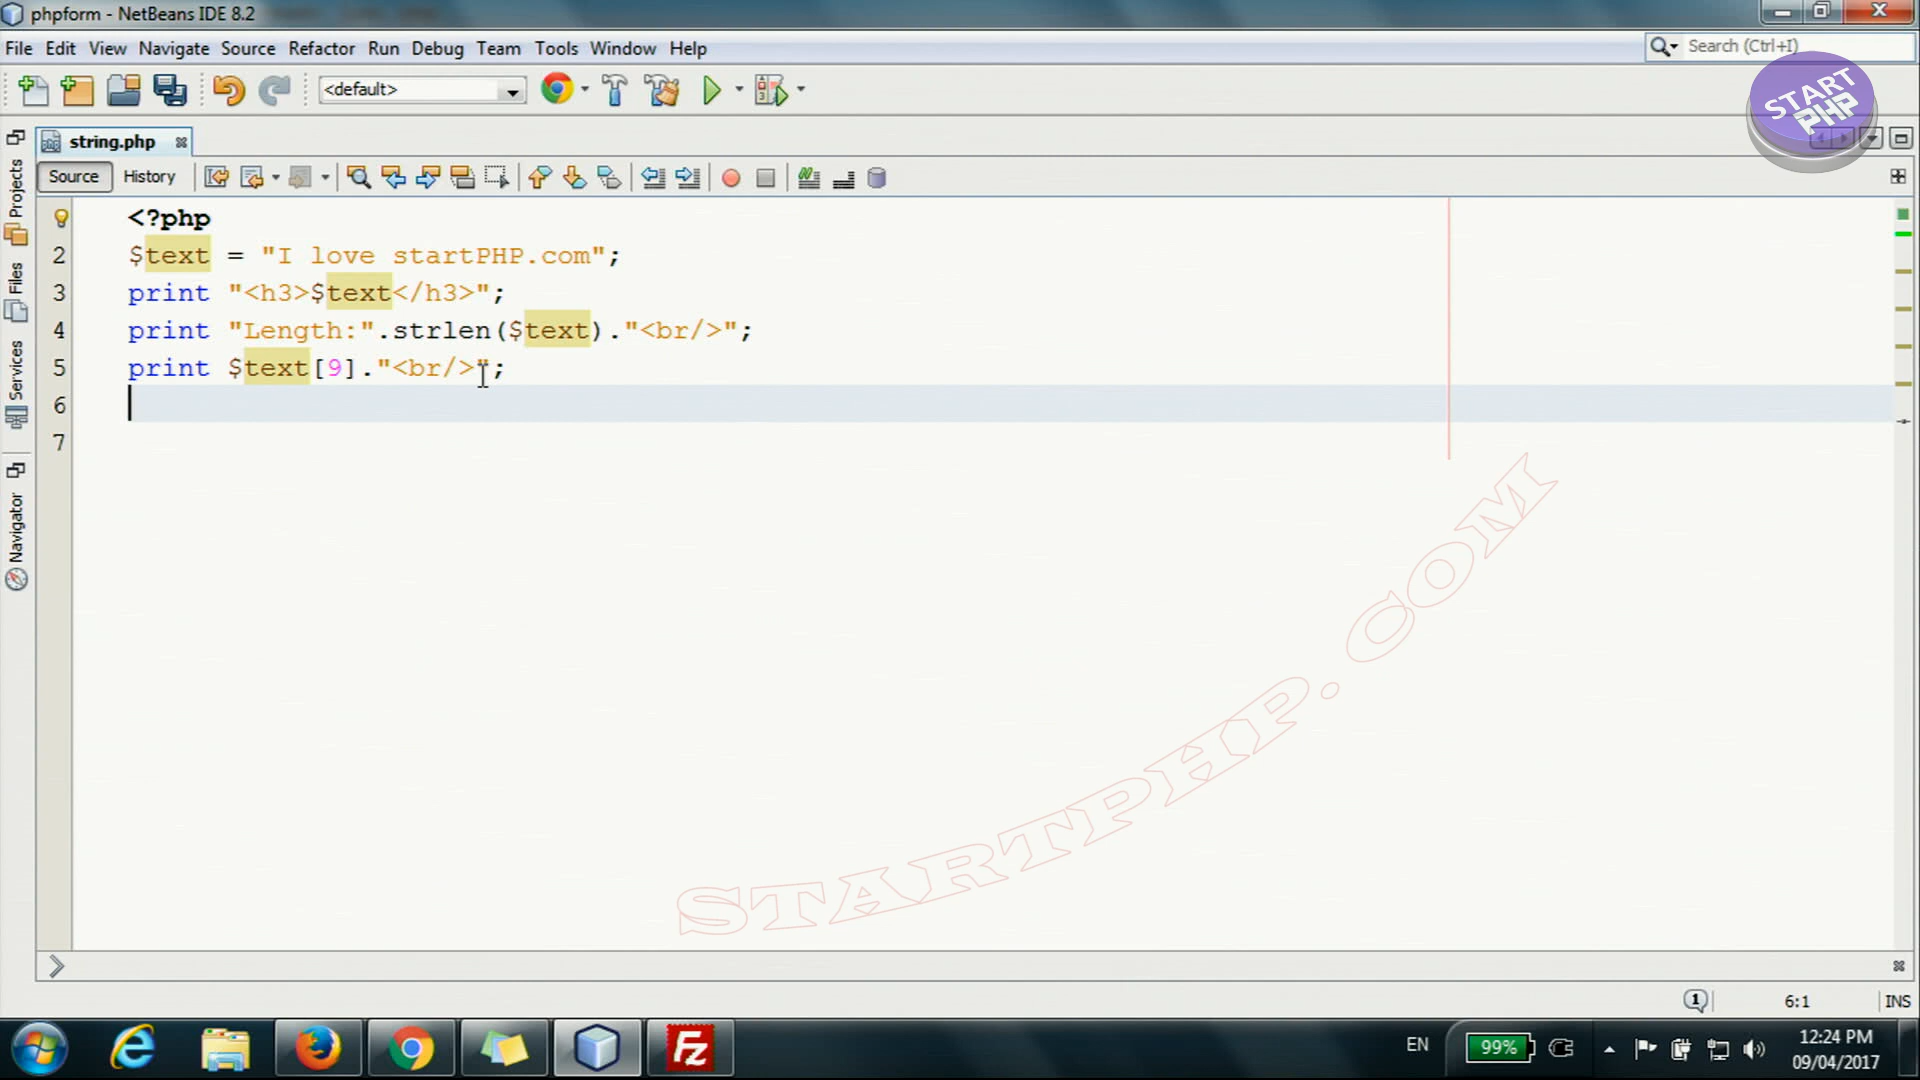 phpform - NetBeans IDE 8.2
File Edit View Navigate Source Refactor Run Debug Team Tools Window Help
Search (Ctrl+I)
<default>
START
PHP
string.php
Source History
Projects
Files
Services
Navigator
<?php
2 $text = "I love startPHP.com";
3 print "<h3>$text</h3>";
4 print "Length:".strlen($text)."<br/>";
5 print $text[9]."<br/>";
6
7
STARTPHP.COM
1
6:1
INS
EN
99%
12:24 PM
09/04/2017